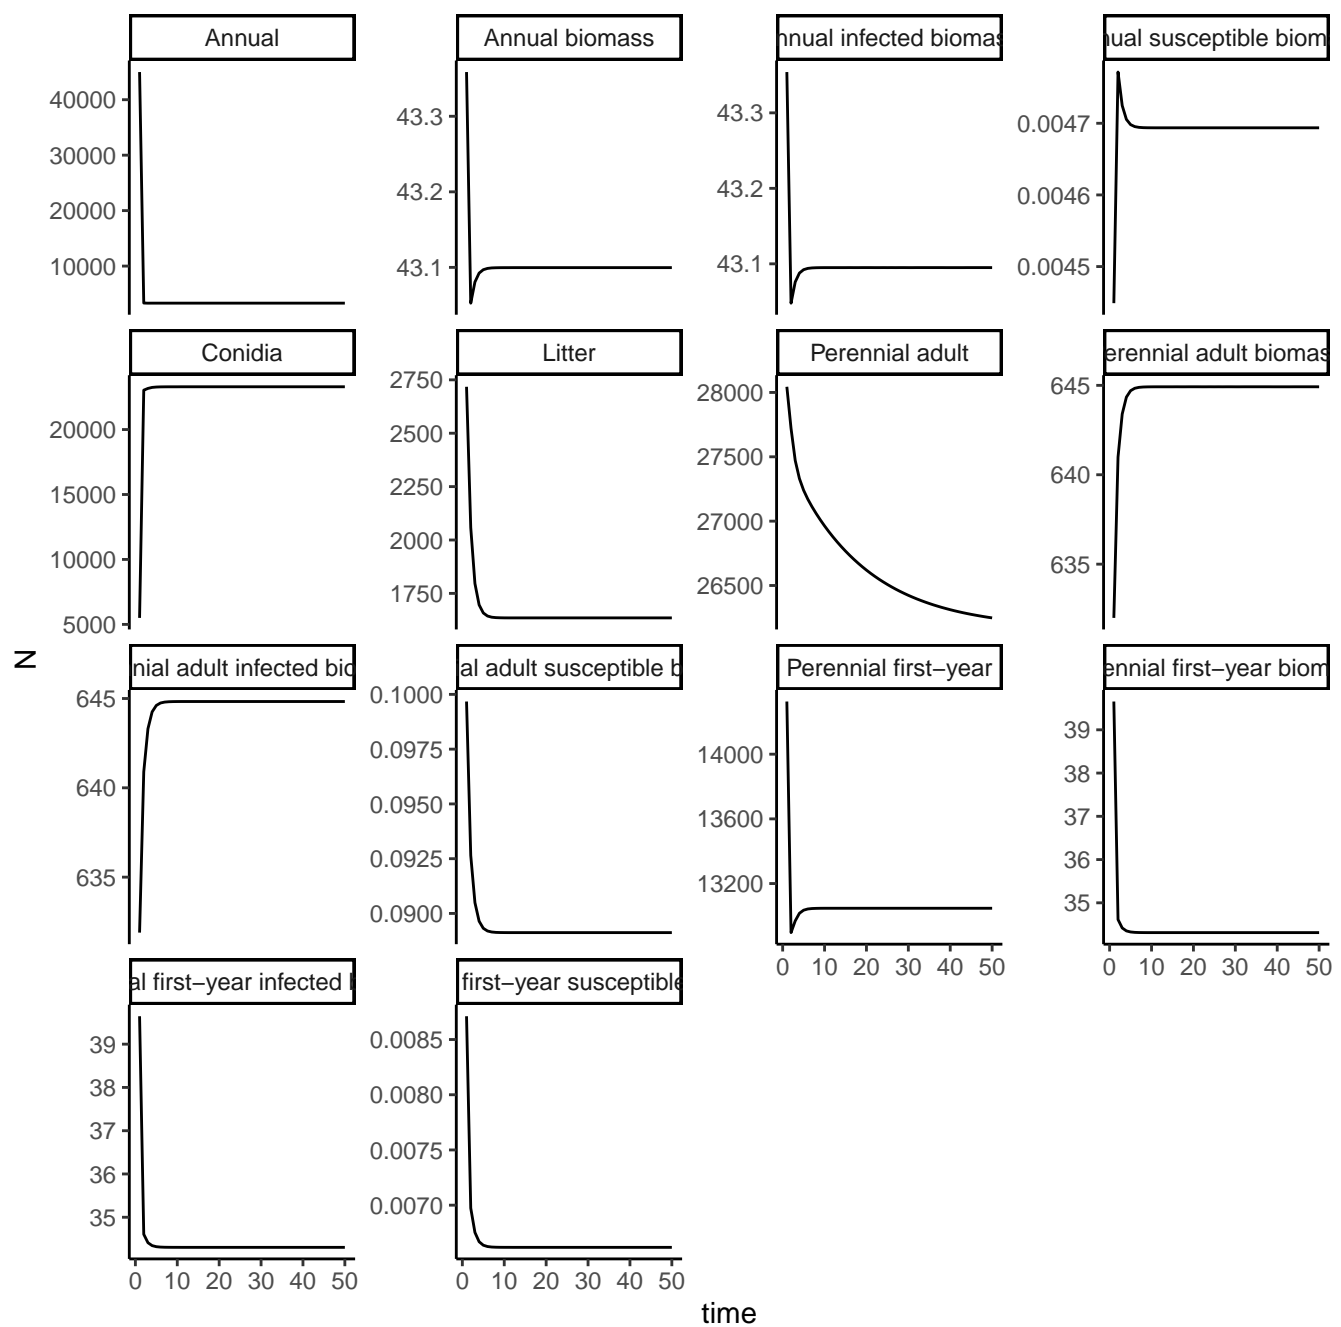 Annual
Annual biomass
nnual infected biomas
nual susceptible biom
40000
30000
20000
10000
43.3
43.2
43.1
43.3
43.2
43.1
0.0047
0.0046
0.0045
Conidia
Litter
Perennial adult
erennial adult biomas
20000
15000
10000
5000
2750
2500
2250
2000
1750
28000
27500
27000
26500
645
640
635
N
nial adult infected bio
al adult susceptible b
Perennial first−year
ennial first−year biom
645
640
635
0.1000
0.0975
0.0950
0.0925
0.0900
14000
13600
13200
39
38
37
36
35
0 10 20 30 40 50
0 10 20 30 40 50
al first−year infected b
first−year susceptible
39
38
37
36
35
0.0085
0.0080
0.0075
0.0070
0 10 20 30 40 50
0 10 20 30 40 50
time